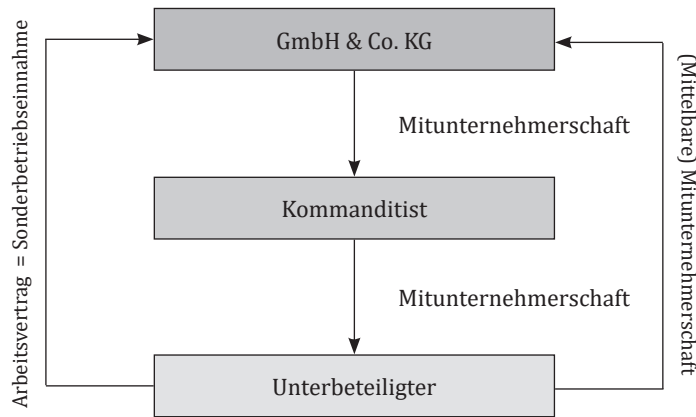 GmbH & Co. KG
Mitunternehmerschaft
Kommanditist
Mitunternehmerschaft
Unterbeteiligter
Arbeitsvertrag = Sonderbetriebseinnahme
(Mittelbare) Mitunternehmerschaft